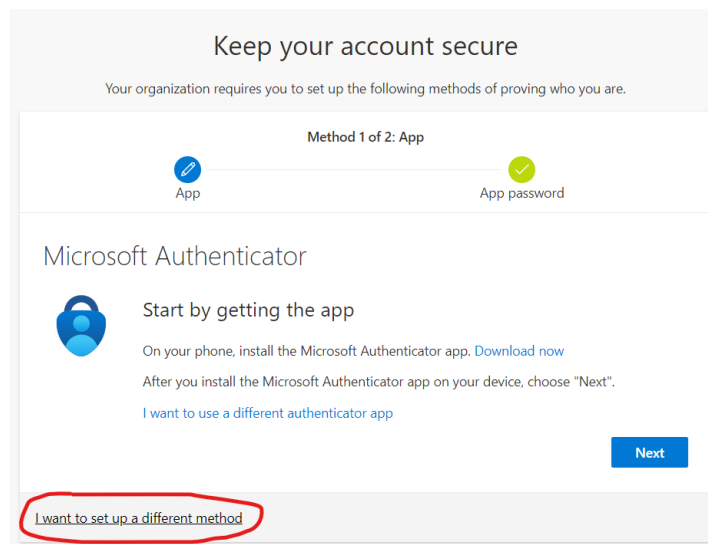 Keep your account secure
Your organization requires you to set up the following methods of proving who you are.
Method 1 of 2: App
App
App password
Microsoft Authenticator
Start by getting the app
On your phone, install the Microsoft Authenticator app. Download now
After you install the Microsoft Authenticator app on your device, choose "Next".
I want to use a different authenticator app
Next
I want to set up a different method